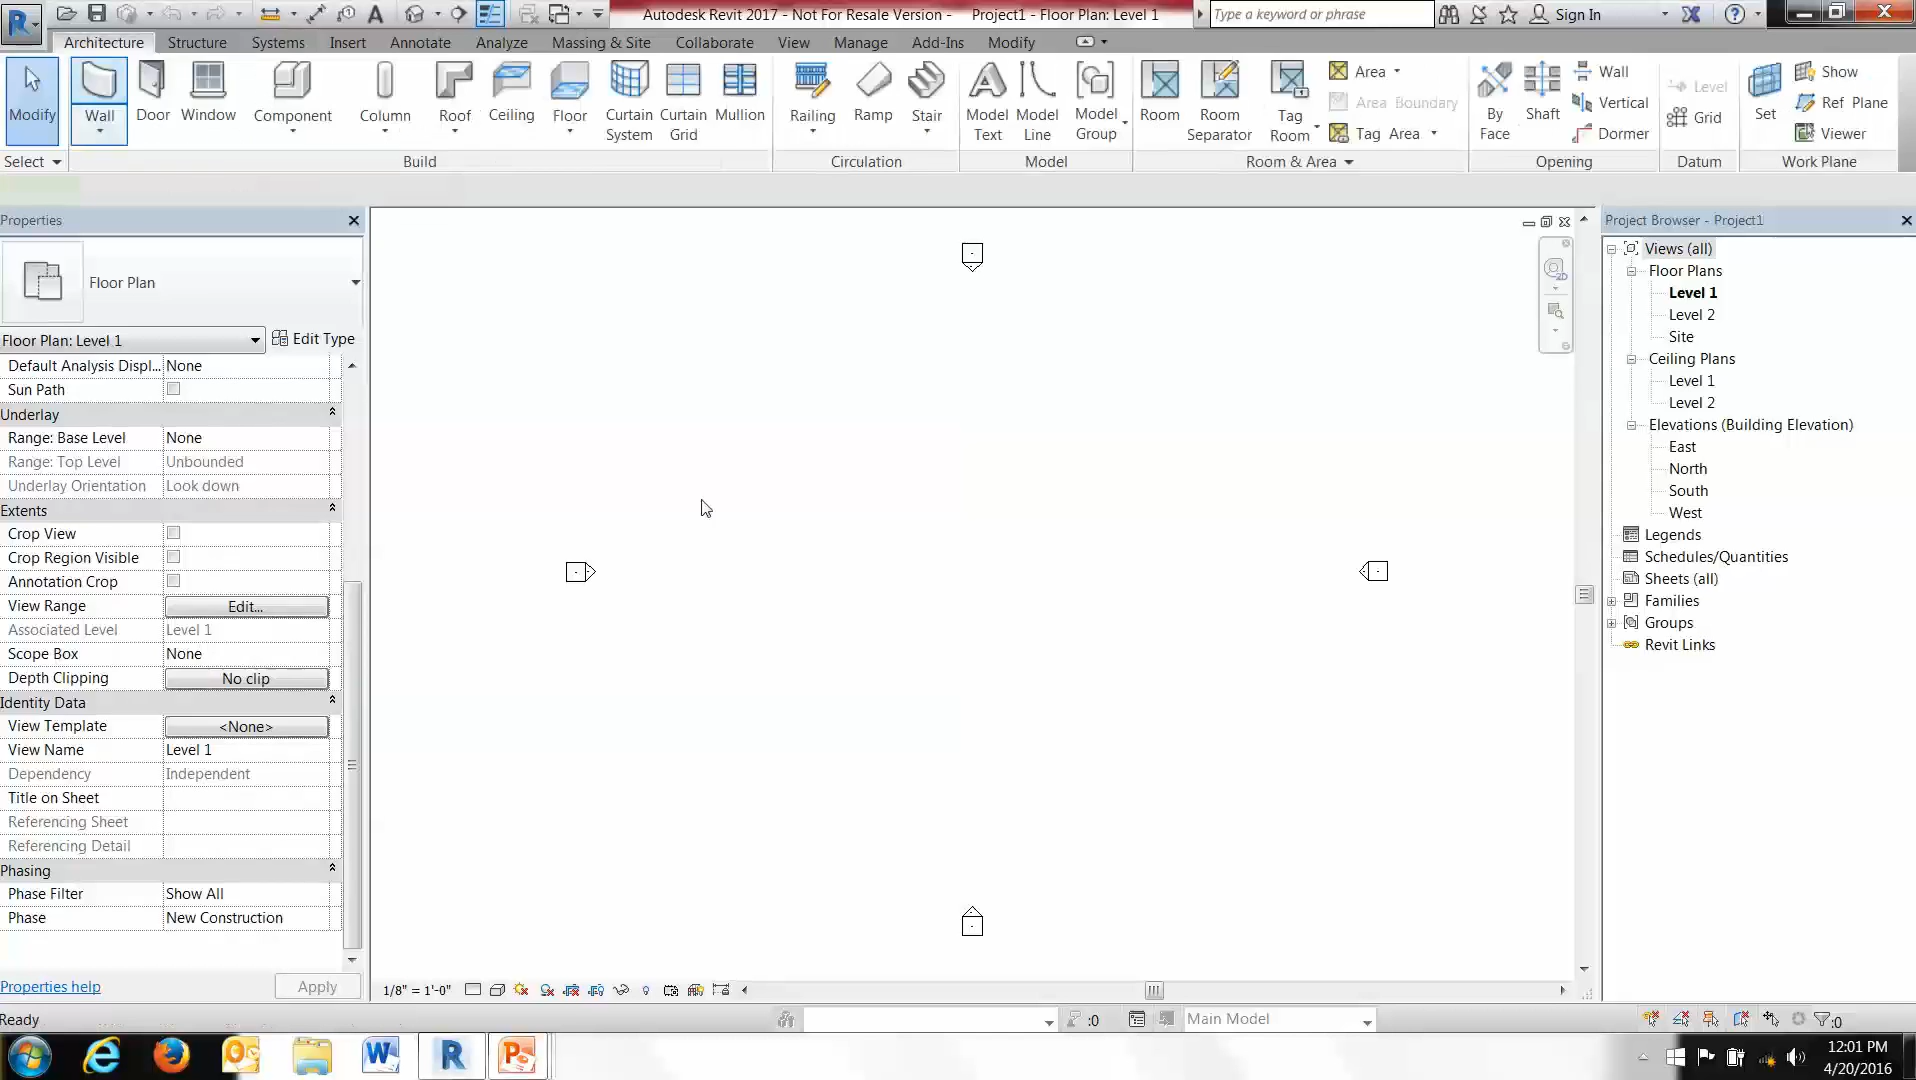 Autodesk Revit 2017 - Not For Resale Version - Project1 - Floor Plan: Level 1
Type a keyword or phrase
Sign In
Architecture Structure Systems Insert Annotate Analyze Massing & Site Collaborate View Manage Add-Ins Modify
Modify Wall Door Window Component Column Roof Ceiling Floor Curtain System Curtain Grid Mullion Railing Ramp Stair Model Text Model Line Model Group Room Room Separator Tag Room
Area
Area Boundary
Tag Area
By Face Shaft
Wall
Vertical
Dormer
Level
Grid
Set
Show
Ref Plane
Viewer
Select Build Circulation Model Room & Area Opening Datum Work Plane
Properties
Floor Plan
Floor Plan: Level 1 Edit Type
Default Analysis Displ... None
Sun Path
Underlay
Range: Base Level None
Range: Top Level Unbounded
Underlay Orientation Look down
Extents
Crop View
Crop Region Visible
Annotation Crop
View Range Edit...
Associated Level Level 1
Scope Box None
Depth Clipping No clip
Identity Data
View Template <None>
View Name Level 1
Dependency Independent
Title on Sheet
Referencing Sheet
Referencing Detail
Phasing
Phase Filter Show All
Phase New Construction
Properties help Apply
2D
1/8" = 1'-0"
Project Browser - Project1
Views (all)
Floor Plans
Level 1
Level 2
Site
Ceiling Plans
Level 1
Level 2
Elevations (Building Elevation)
East
North
South
West
Legends
Schedules/Quantities
Sheets (all)
Families
Groups
Revit Links
Ready :0 Main Model :0
12:01 PM
4/20/2016